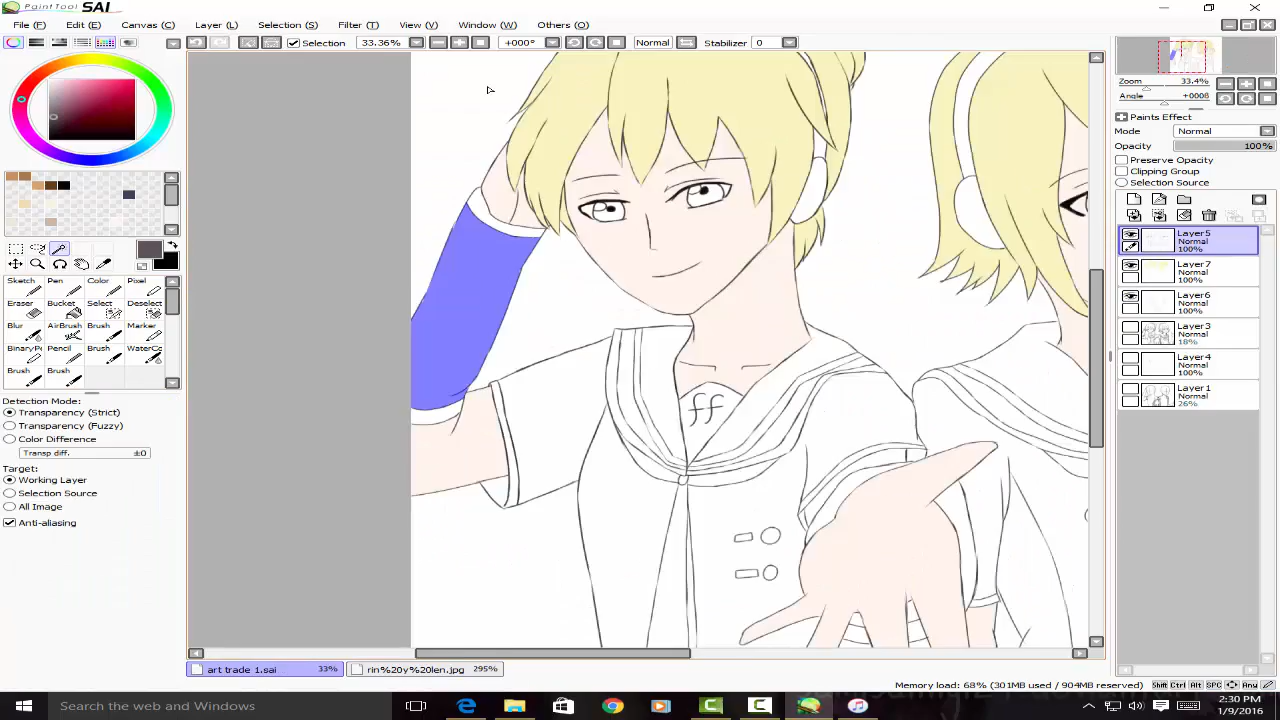 PaintTool SAI
File (F) Edit (E) Canvas (C) Layer (L) Selection (S) Filter (T) View (V) Window (W) Others (O)
Selection 33.36% +000° Normal Stabilizer 0
Zoom 33.4%
Angle +000θ
Paints Effect
Mode Normal
Opacity 100%
Preserve Opacity
Clipping Group
Selection Source
Layer5
Normal
100%
Layer7
Normal
100%
Layer6
Normal
100%
Layer3
Normal
18%
Layer4
Normal
100%
Layer1
Normal
26%
Sketch Pen Color Pixel
Eraser Bucket Select Deselect
Blur AirBrush Brush Marker
BinaryP Pencil Brush WaterCo
Brush Brush
Detection Mode:
Transparency (Strict)
Transparency (Fuzzy)
Color Difference
Transp diff. ±0
Target:
Working Layer
Selection Source
All Image
Anti-aliasing
ff
art trade 1.sai 33% rin%20y%20len.jpg 295%
Memory load: 68% (301MB used / 904MB reserved) Shift Ctrl Alt SPC Any
Search the web and Windows
2:30 PM
1/9/2016